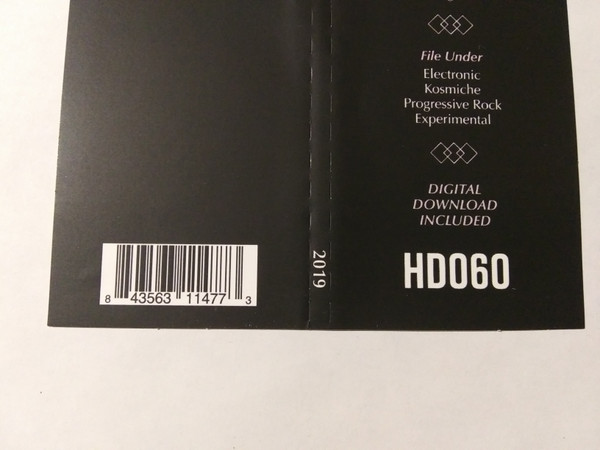 File Under
Electronic
Kosmiche
Progressive Rock
Experimental
DIGITAL
DOWNLOAD
INCLUDED
HD060
2019
8 43563 11477 3